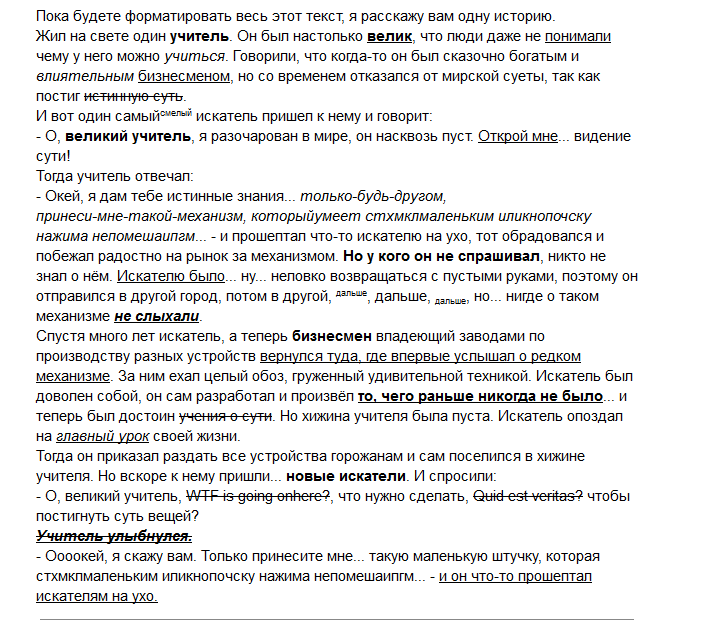 Пока будете форматировать весь этот текст, я расскажу вам одну историю.
Жил на свете один учитель. Он был настолько велик, что люди даже не понимали
чему у него можно учиться. Говорили, что когда-то он был сказочно богатым и
влиятельным бизнесменом, но со временем отказался от мирской суеты, так как
постиг истинную суть.
И вот один самый смелый искатель пришел к нему и говорит:
- О, великий учитель, я разочарован в мире, он насквозь пуст. Открой мне... видение
сути!
Тогда учитель отвечал:
- Окей, я дам тебе истинные знания... только-будь-другом,
принеси-мне-такой-механизм, которыйумеет стхмклмаленьким иликнопочску
нажима непомешаипгм... - и прошептал что-то искателю на ухо, тот обрадовался и
побежал радостно на рынок за механизмом. Но у кого он не спрашивал, никто не
знал о нём. Искателю было... ну... неловко возвращаться с пустыми руками, поэтому он
отправился в другой город, потом в другой, дальше, дальше, дальше, но... нигде о таком
механизме не слыхали.
Спустя много лет искатель, а теперь бизнесмен владеющий заводами по
производству разных устройств вернулся туда, где впервые услышал о редком
механизме. За ним ехал целый обоз, груженный удивительной техникой. Искатель был
доволен собой, он сам разработал и произвёл то, чего раньше никогда не было... и
теперь был достоин учения о сути. Но хижина учителя была пуста. Искатель опоздал
на главный урок своей жизни.
Тогда он приказал раздать все устройства горожанам и сам поселился в хижине
учителя. Но вскоре к нему пришли... новые искатели. И спросили:
- О, великий учитель, WTF is going onhere?, что нужно сделать, Quid est veritas? чтобы
постигнуть суть вещей?
Учитель улыбнулся.
- Оооокей, я скажу вам. Только принесите мне... такую маленькую штучку, которая
стхмклмаленьким иликнопочску нажима непомешаипгм... - и он что-то прошептал
искателям на ухо.